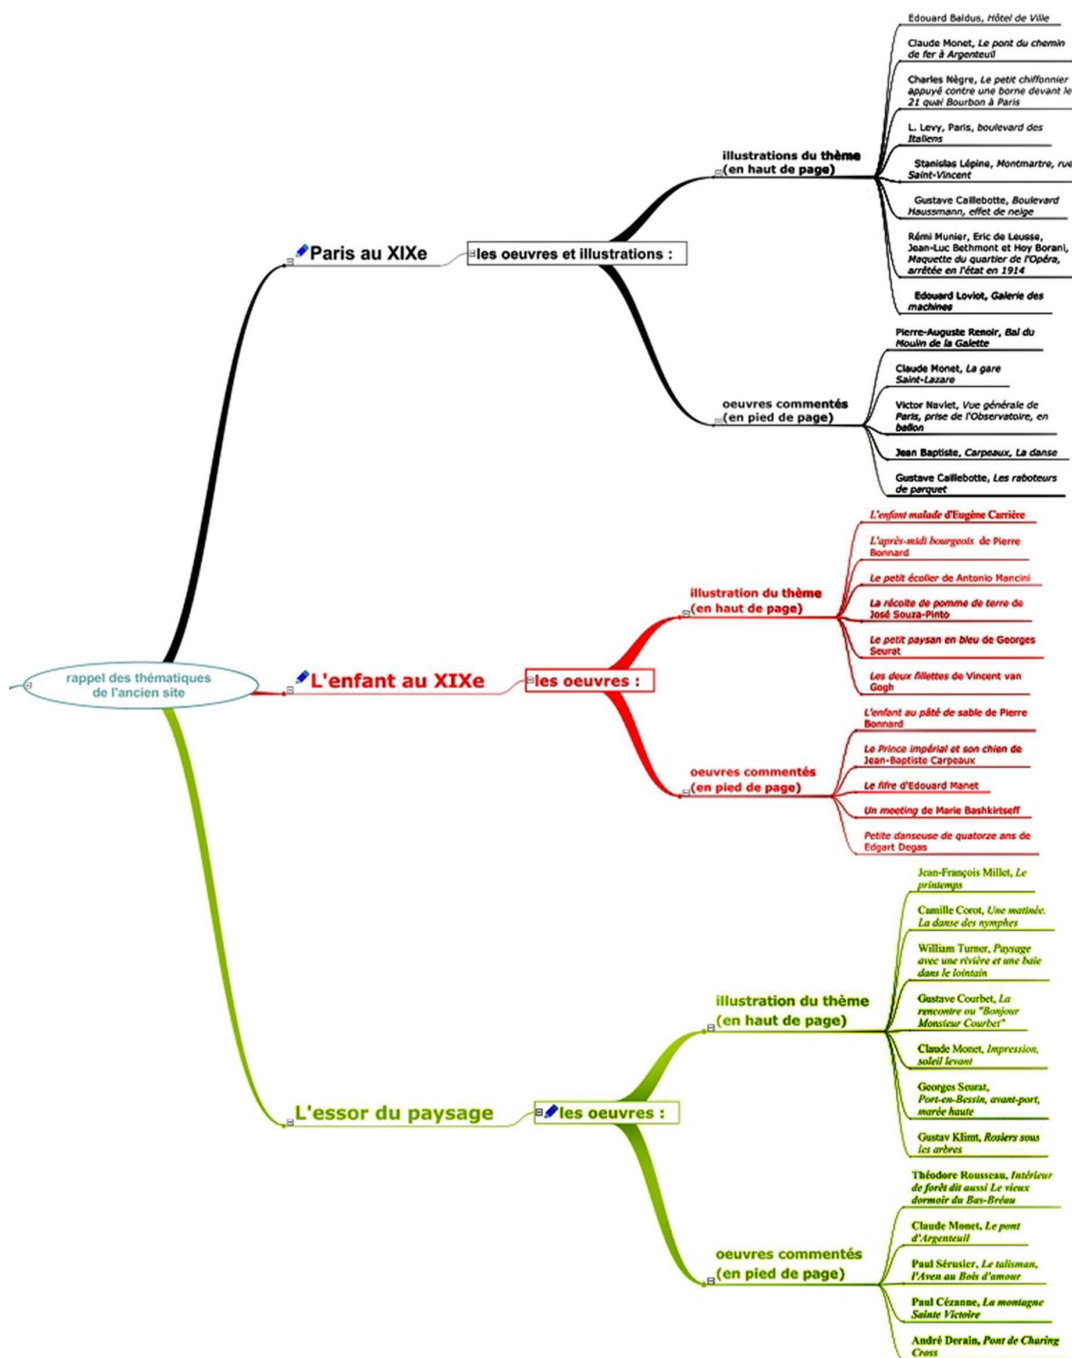 rappel des thématiques
de l'ancien site
Paris au XIXe
les oeuvres et illustrations :
illustrations du thème
(en haut de page)
Edouard Baldus, Hôtel de Ville
Claude Monet, Le pont du chemin
de fer à Argenteuil
Charles Nègre, Le petit chiffonnier
appuyé contre une borne devant le
21 quai Bourbon à Paris
L. Levy, Paris, boulevard des
Italiens
Stanislas Lépine, Montmartre, rue
Saint-Vincent
Gustave Caillebotte, Boulevard
Haussmann, effet de neige
Rémi Munier, Eric de Leusse,
Jean-Luc Bethmont et Hoy Borani,
Maquette du quartier de l'Opéra,
arrêtée en l'état en 1914
Edouard Loviot, Galerie des
machines
oeuvres commentés
(en pied de page)
Pierre-Auguste Renoir, Bal du
Moulin de la Galette
Claude Monet, La gare
Saint-Lazare
Victor Navlet, Vue générale de
Paris, prise de l'Observatoire, en
ballon
Jean Baptiste, Carpeaux, La danse
Gustave Caillebotte, Les raboteurs
de parquet
L'enfant au XIXe
les oeuvres :
illustration du thème
(en haut de page)
L'enfant malade d'Eugène Carrière
L'après-midi bourgeois de Pierre
Bonnard
Le petit écolier de Antonio Mancini
La récolte de pomme de terre de
José Souza-Pinto
Le petit paysan en bleu de Georges
Seurat
Les deux fillettes de Vincent van
Gogh
oeuvres commentés
(en pied de page)
L'enfant au pâté de sable de Pierre
Bonnard
Le Prince impérial et son chien de
Jean-Baptiste Carpeaux
Le fifre d'Edouard Manet
Un meeting de Marie Bashkirtseff
Petite danseuse de quatorze ans de
Edgart Degas
L'essor du paysage
les oeuvres :
illustration du thème
(en haut de page)
Jean-François Millet, Le
printemps
Camille Corot, Une matinée.
La danse des nymphes
William Turner, Paysage
avec une rivière et une baie
dans le lointain
Gustave Courbet, La
rencontre ou "Bonjour
Monsieur Courbet"
Claude Monet, Impression,
soleil levant
Georges Seurat,
Port-en-Bessin, avant-port,
marée haute
Gustav Klimt, Rosiers sous
les arbres
oeuvres commentés
(en pied de page)
Théodore Rousseau, Intérieur
de forêt dit aussi Le vieux
dormoir du Bas-Bréau
Claude Monet, Le pont
d'Argenteuil
Paul Sérusier, Le talisman,
l'Aven au Bois d'amour
Paul Cézanne, La montagne
Sainte Victoire
André Derain, Pont de Charing
Cross